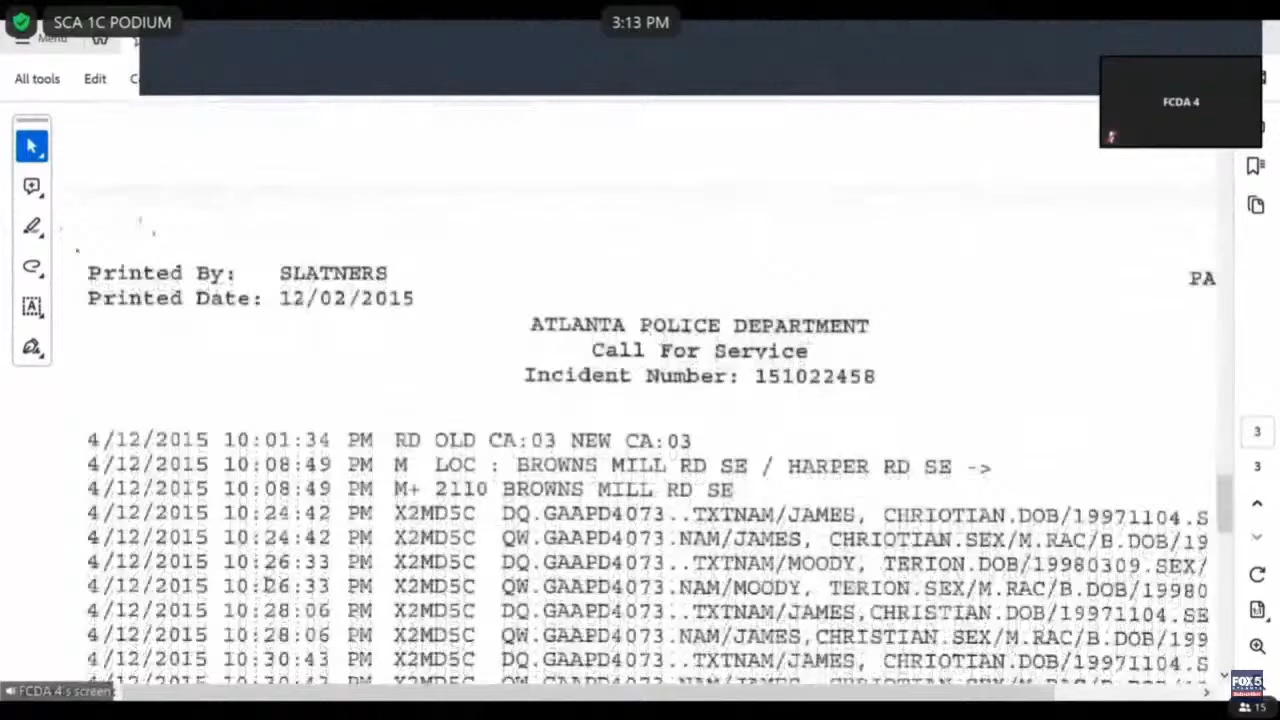 SCA 1C PODIUM
3:13 PM
Menu
All tools Edit
FCDA 4
Printed By: SLATNERS
PA
Printed Date: 12/02/2015
ATLANTA POLICE DEPARTMENT
Call For Service
Incident Number: 151022458
4/12/2015 10:01:34 PM RD OLD CA:03 NEW CA:03
4/12/2015 10:08:49 PM M LOC : BROWNS MILL RD SE / HARPER RD SE ->
4/12/2015 10:08:49 PM M+ 2110 BROWNS MILL RD SE
4/12/2015 10:24:42 PM X2MD5C DQ.GAAPD4073..TXTNAM/JAMES, CHRIOTIAN.DOB/19971104.S
4/12/2015 10:24:42 PM X2MD5C QW.GAAPD4073.NAM/JAMES, CHRIOTIAN.SEX/M.RAC/B.DOB/19
4/12/2015 10:26:33 PM X2MD5C DQ.GAAPD4073..TXTNAM/MOODY, TERION.DOB/19980309.SEX/
4/12/2015 10:26:33 PM X2MD5C QW.GAAPD4073.NAM/MOODY, TERION.SEX/M.RAC/B.DOB/19980
4/12/2015 10:28:06 PM X2MD5C DQ.GAAPD4073..TXTNAM/JAMES,CHRISTIAN.DOB/19971104.SE
4/12/2015 10:28:06 PM X2MD5C QW.GAAPD4073.NAM/JAMES,CHRISTIAN.SEX/M.RAC/B.DOB/199
4/12/2015 10:30:43 PM X2MD5C DQ.GAAPD4073..TXTNAM/JAMES, CHRISTIAN.DOB/19971104.S
3
3
FCDA 4's screen
FOX 5
ATLANTA
15